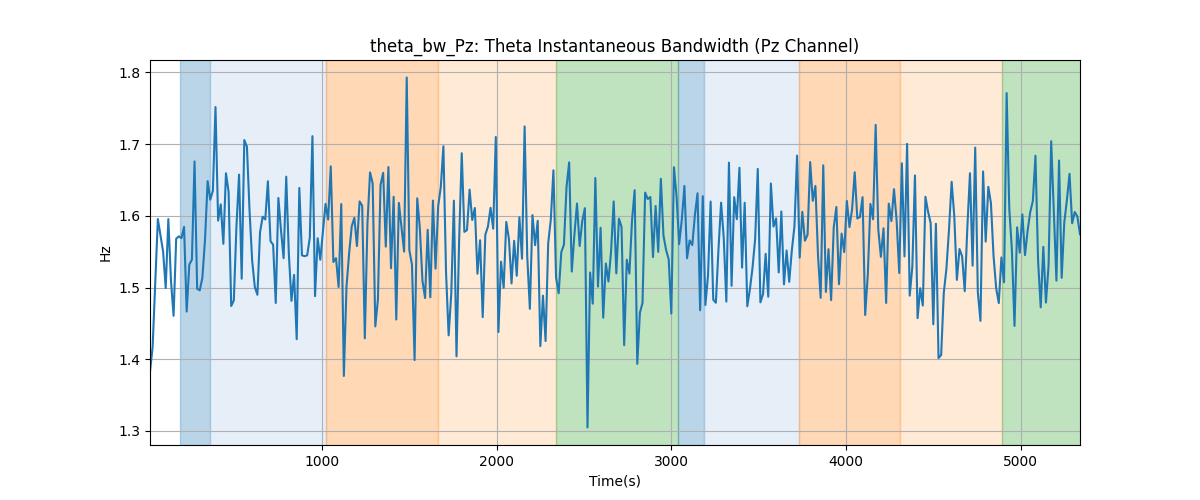 theta_bw_Pz: Theta Instantaneous Bandwidth (Pz Channel)
1.8
1.7
1.6
1.5
1.4
1.3
Hz
1000 2000 3000 4000 5000
Time(s)